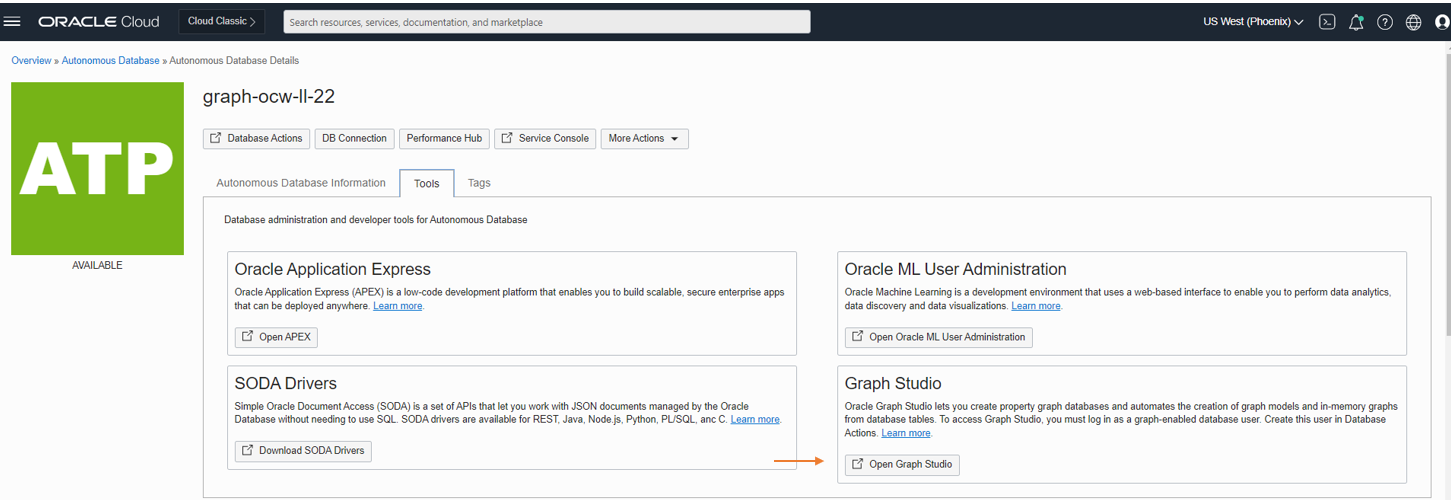 ORACLE Cloud
Cloud Classic >
Search resources, services, documentation, and marketplace
US West (Phoenix)
Overview » Autonomous Database » Autonomous Database Details
ATP
AVAILABLE
graph-ocw-ll-22
Database Actions
DB Connection
Performance Hub
Service Console
More Actions
Autonomous Database Information
Tools
Tags
Database administration and developer tools for Autonomous Database
Oracle Application Express
Oracle Application Express (APEX) is a low-code development platform that enables you to build scalable, secure enterprise apps
that can be deployed anywhere. Learn more.
Open APEX
Oracle ML User Administration
Oracle Machine Learning is a development environment that uses a web-based interface to enable you to perform data analytics,
data discovery and data visualizations. Learn more.
Open Oracle ML User Administration
SODA Drivers
Simple Oracle Document Access (SODA) is a set of APIs that let you work with JSON documents managed by the Oracle
Database without needing to use SQL. SODA drivers are available for REST, Java, Node.js, Python, PL/SQL, anc C. Learn more.
Download SODA Drivers
Graph Studio
Oracle Graph Studio lets you create property graph databases and automates the creation of graph models and in-memory graphs
from database tables. To access Graph Studio, you must log in as a graph-enabled database user. Create this user in Database
Actions. Learn more.
Open Graph Studio